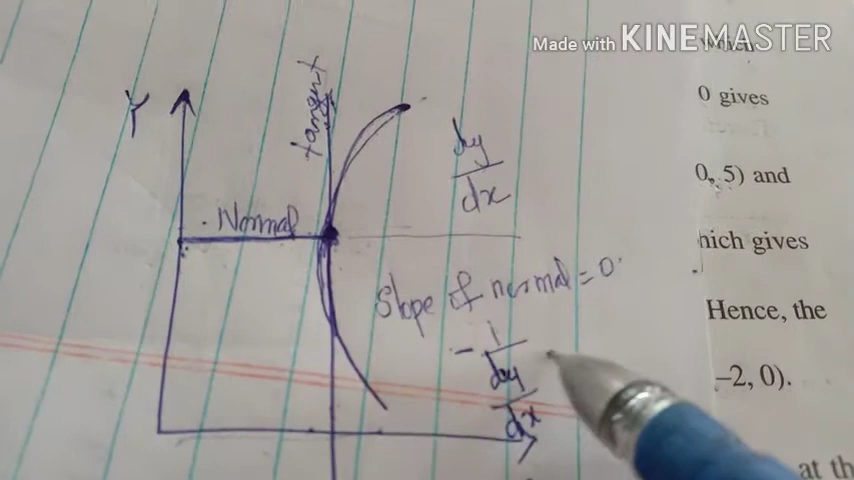 Made with KINEMASTER
which
0 gives
0, 5) and
hich gives
Hence, the
–2, 0).
at th
Y
tangent
dy
dx
Normal
Slope of normal = 0
- 1
dy
dx